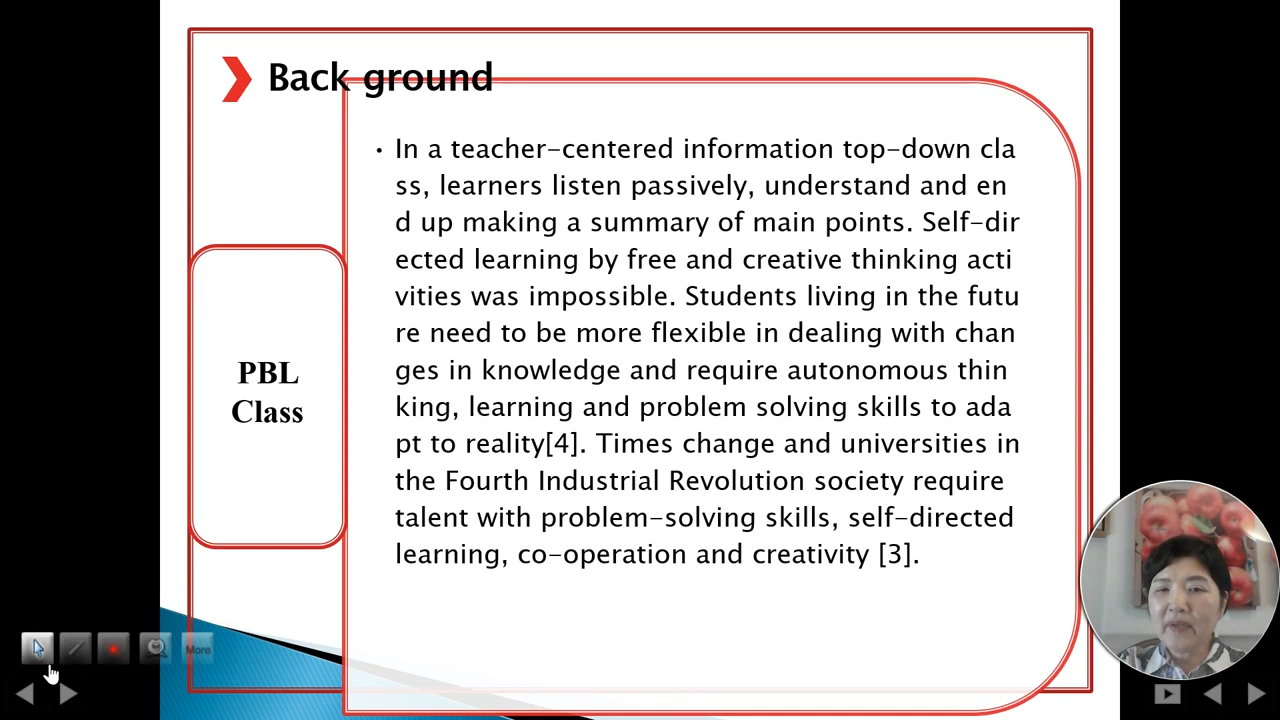 Back ground
• In a teacher-centered information top-down cla
ss, learners listen passively, understand and en
d up making a summary of main points. Self-dir
ected learning by free and creative thinking acti
vities was impossible. Students living in the futu
re need to be more flexible in dealing with chan
ges in knowledge and require autonomous thin
king, learning and problem solving skills to ada
pt to reality[4]. Times change and universities in
the Fourth Industrial Revolution society require
talent with problem-solving skills, self-directed
learning, co-operation and creativity [3].
PBL
Class
More